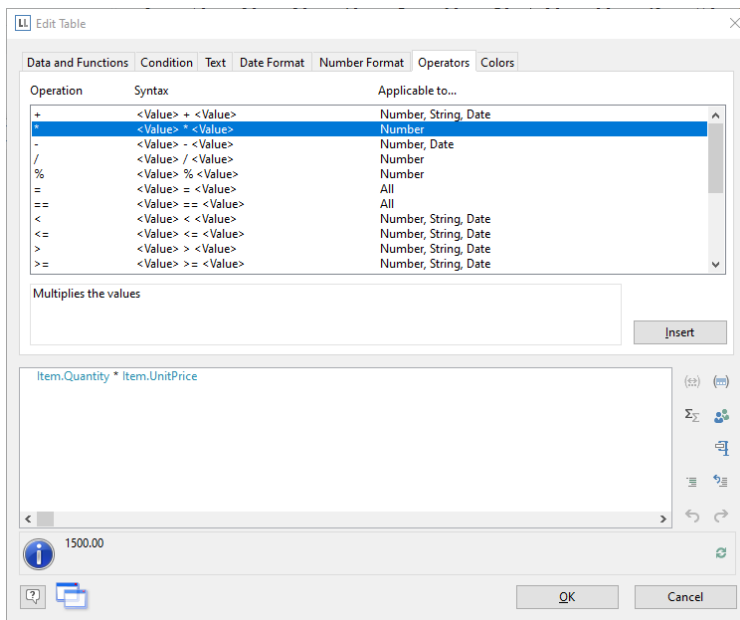 LL Edit Table
Data and Functions Condition Text Date Format Number Format Operators Colors
Operation Syntax Applicable to...
+ <Value> + <Value> Number, String, Date
* <Value> * <Value> Number
- <Value> - <Value> Number, Date
/ <Value> / <Value> Number
% <Value> % <Value> Number
= <Value> = <Value> All
== <Value> == <Value> All
< <Value> < <Value> Number, String, Date
<= <Value> <= <Value> Number, String, Date
> <Value> > <Value> Number, String, Date
>= <Value> >= <Value> Number, String, Date
Multiplies the values
Insert
Item.Quantity * Item.UnitPrice
1500.00
OK Cancel